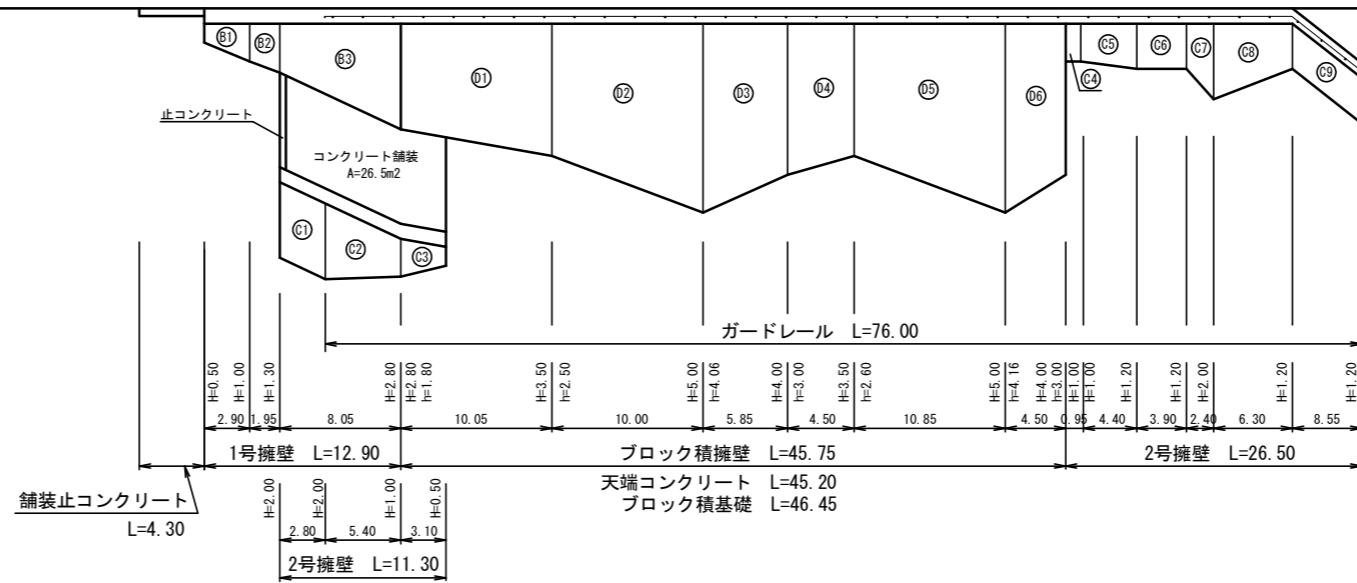 B1 B2 B3 D1 D2 D3 D4 D5 D6 C4 C5 C6 C7 C8 C9
止コンクリート
コンクリート舗装
A=26.5m2
C1 C2 C3
ガードレール L=76.00
H=0.50 H=1.00 H=1.30 H=2.80 H=2.80 H=3.50 H=5.00 H=4.00 H=3.50 H=5.00 H=4.00 H=1.00 H=1.00 H=1.20 H=1.20 H=2.00 H=1.20 H=1.20
h=1.80 h=2.50 h=4.06 h=3.00 h=2.60 h=4.16 h=3.00
2.90 1.95 8.05 10.05 10.00 5.85 4.50 10.85 4.50 0.95 4.40 3.90 2.40 6.30 8.55
1号擁壁 L=12.90 ブロック積擁壁 L=45.75 2号擁壁 L=26.50
天端コンクリート L=45.20
ブロック積基礎 L=46.45
舗装止コンクリート
L=4.30
H=2.00 H=2.00 H=1.00 H=0.50
2.80 5.40 3.10
2号擁壁 L=11.30